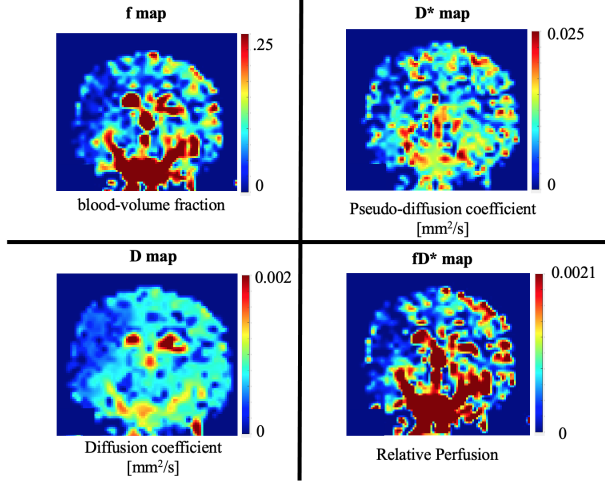 f map
.25
0
blood-volume fraction
D* map
0.025
0
Pseudo-diffusion coefficient
[mm²/s]
D map
0.002
0
Diffusion coefficient
[mm²/s]
fD* map
0.0021
0
Relative Perfusion